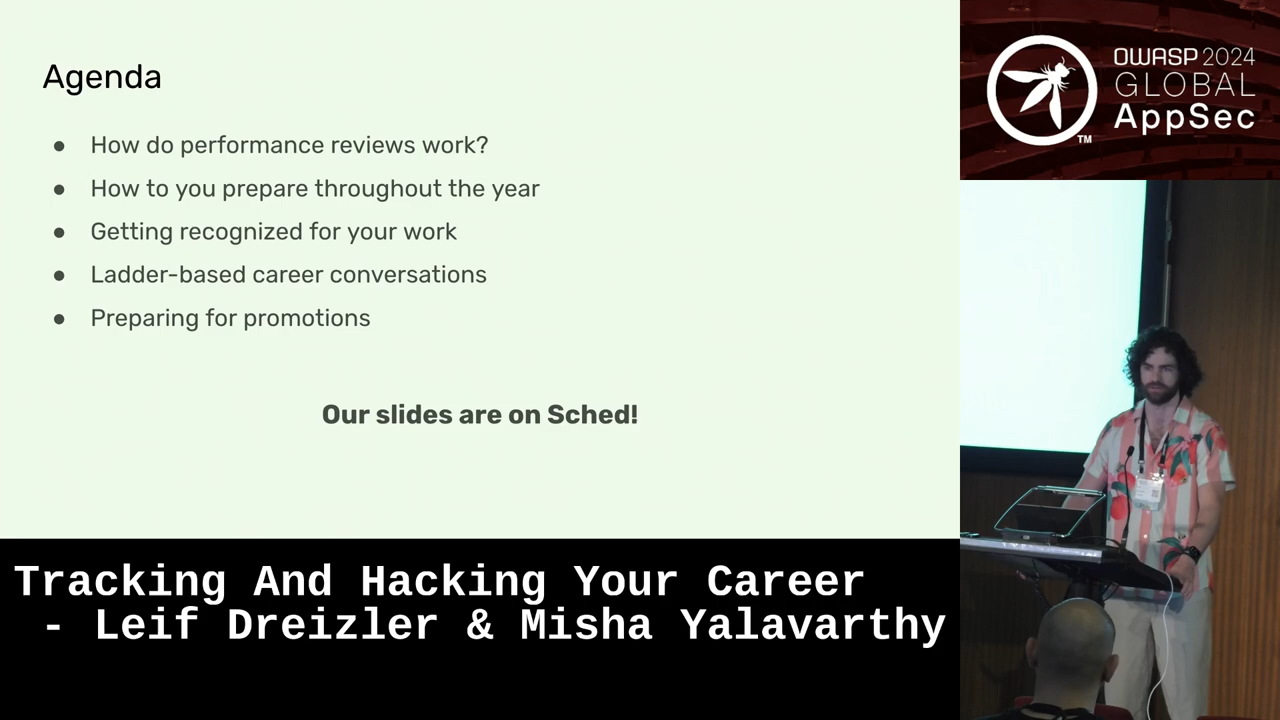 Agenda
● How do performance reviews work?
● How to you prepare throughout the year
● Getting recognized for your work
● Ladder-based career conversations
● Preparing for promotions
Our slides are on Sched!
OWASP 2024
GLOBAL
AppSec
TM
Tracking And Hacking Your Career
- Leif Dreizler & Misha Yalavarthy